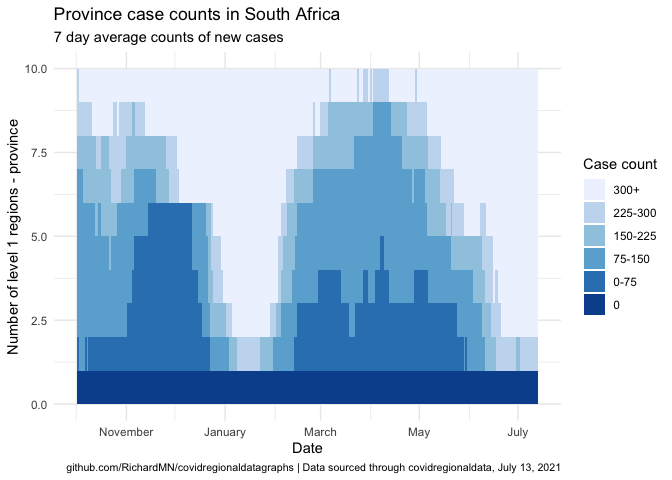 Province case counts in South Africa
7 day average counts of new cases
Number of level 1 regions - province
10.0
7.5
5.0
2.5
0.0
November
January
March
May
July
Date
Case count
300+
225-300
150-225
75-150
0-75
0
github.com/RichardMN/covidregionaldatagraphs | Data sourced through covidregionaldata, July 13, 2021